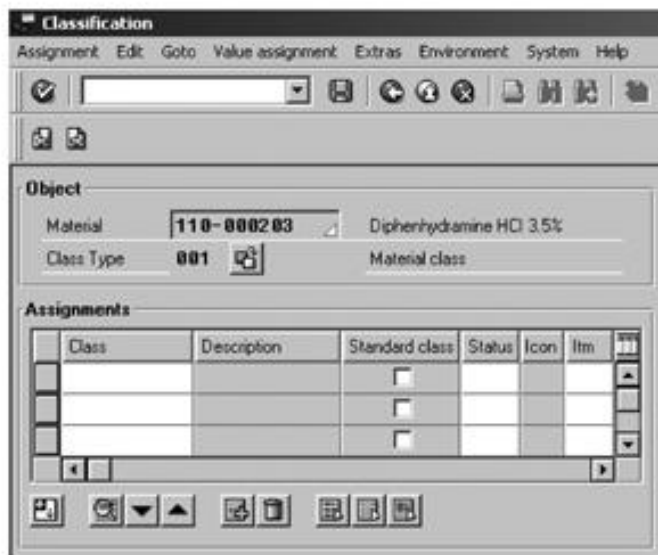 Classification
Assignment Edit Goto Value assignment Extras Environment System Help
Object
Material 110-000203 Diphenhydramine HCl 3.5%
Class Type 001 Material class
Assignments
Class Description Standard class Status Icon Itm